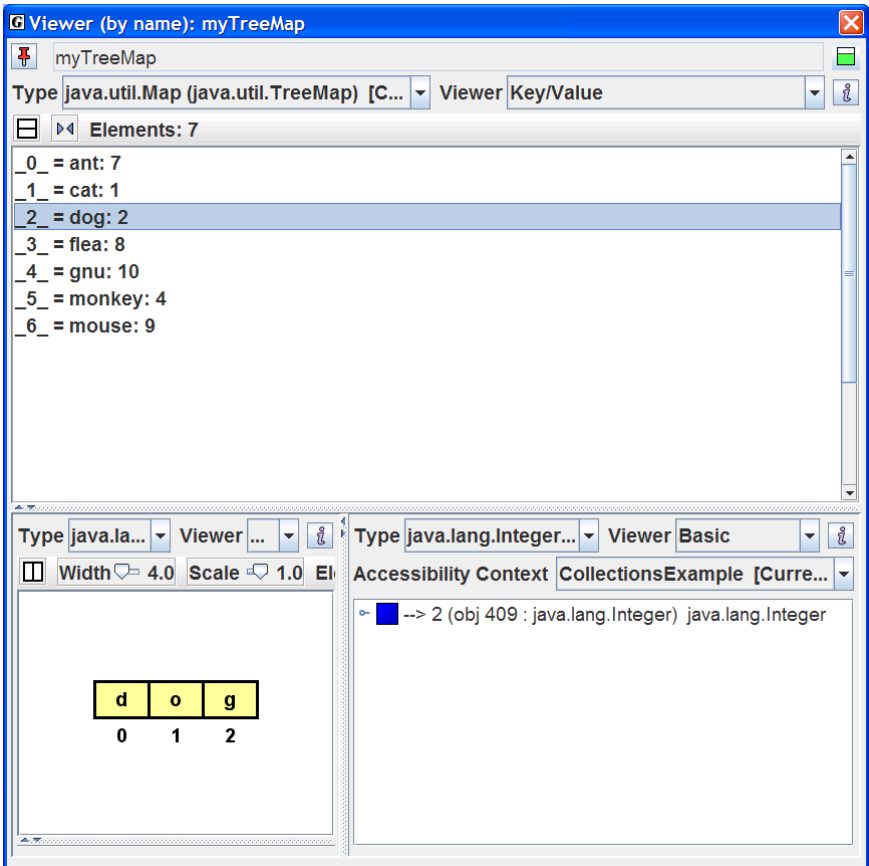 G Viewer (by name): myTreeMap
myTreeMap
Type java.util.Map (java.util.TreeMap) [C... Viewer Key/Value i
Elements: 7
_0_ = ant: 7
_1_ = cat: 1
_2_ = dog: 2
_3_ = flea: 8
_4_ = gnu: 10
_5_ = monkey: 4
_6_ = mouse: 9
Type java.la... Viewer ... i
Width 4.0 Scale 1.0 El
d o g
0 1 2
Type java.lang.Integer... Viewer Basic i
Accessibility Context CollectionsExample [Curre...
--> 2 (obj 409 : java.lang.Integer) java.lang.Integer